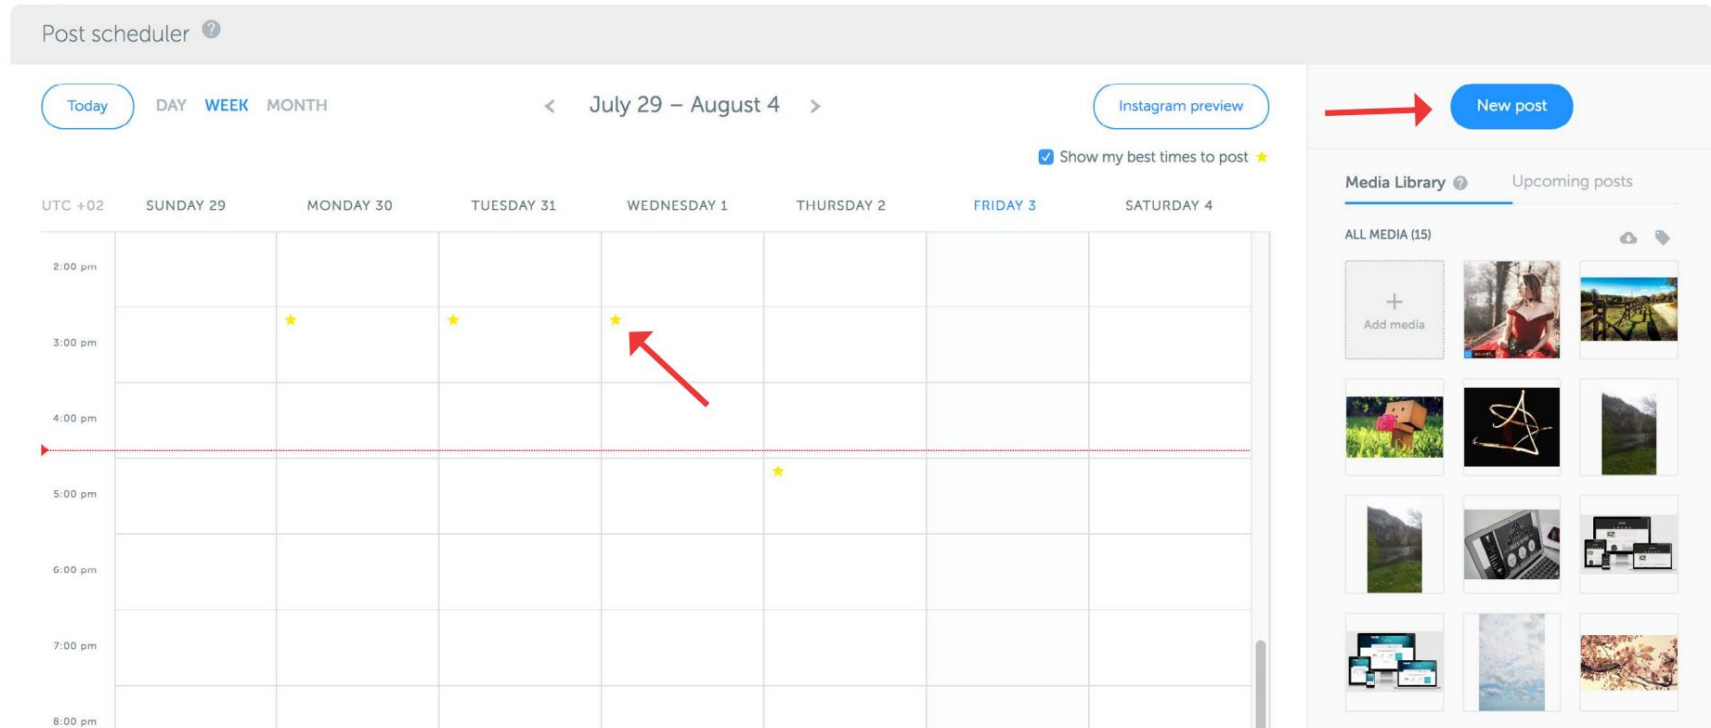 Post scheduler ?
Today DAY WEEK MONTH < July 29 – August 4 > Instagram preview New post
Show my best times to post
Media Library ? Upcoming posts
UTC +02 SUNDAY 29 MONDAY 30 TUESDAY 31 WEDNESDAY 1 THURSDAY 2 FRIDAY 3 SATURDAY 4
ALL MEDIA (15)
2:00 pm
+
Add media
3:00 pm
4:00 pm
5:00 pm
6:00 pm
7:00 pm
8:00 pm